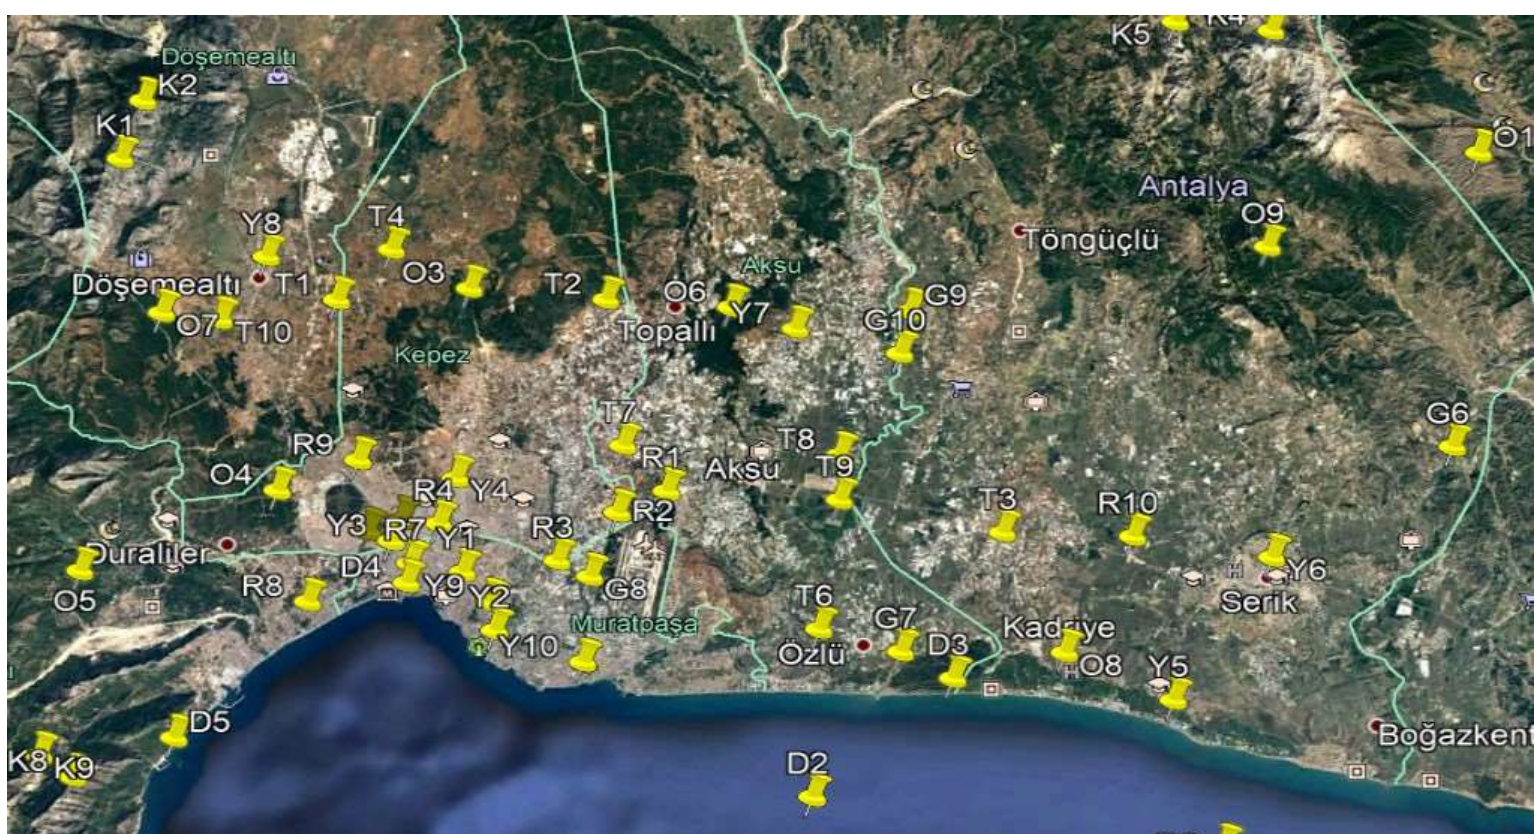 K5
K4
Döşemealtı
K2
K1
O1
Antalya
Y8
T4
O9
Töngüçlü
O3
Aksu
Döşemealtı
T1
T2
O6
Y7
G9
O7
T10
Topallı
G10
Kepez
T7
R9
R1
T8
G6
O4
R4
Y4
Aksu
T9
Y3
R7
Y1
R3
R2
T3
R10
Duraliler
D4
Y9
G8
Y6
O5
R8
Y2
Serik
Muratpaşa
T6
G7
Kadriye
Y10
Özlü
D3
O8
Y5
D5
Boğazkent
K8
K9
D2